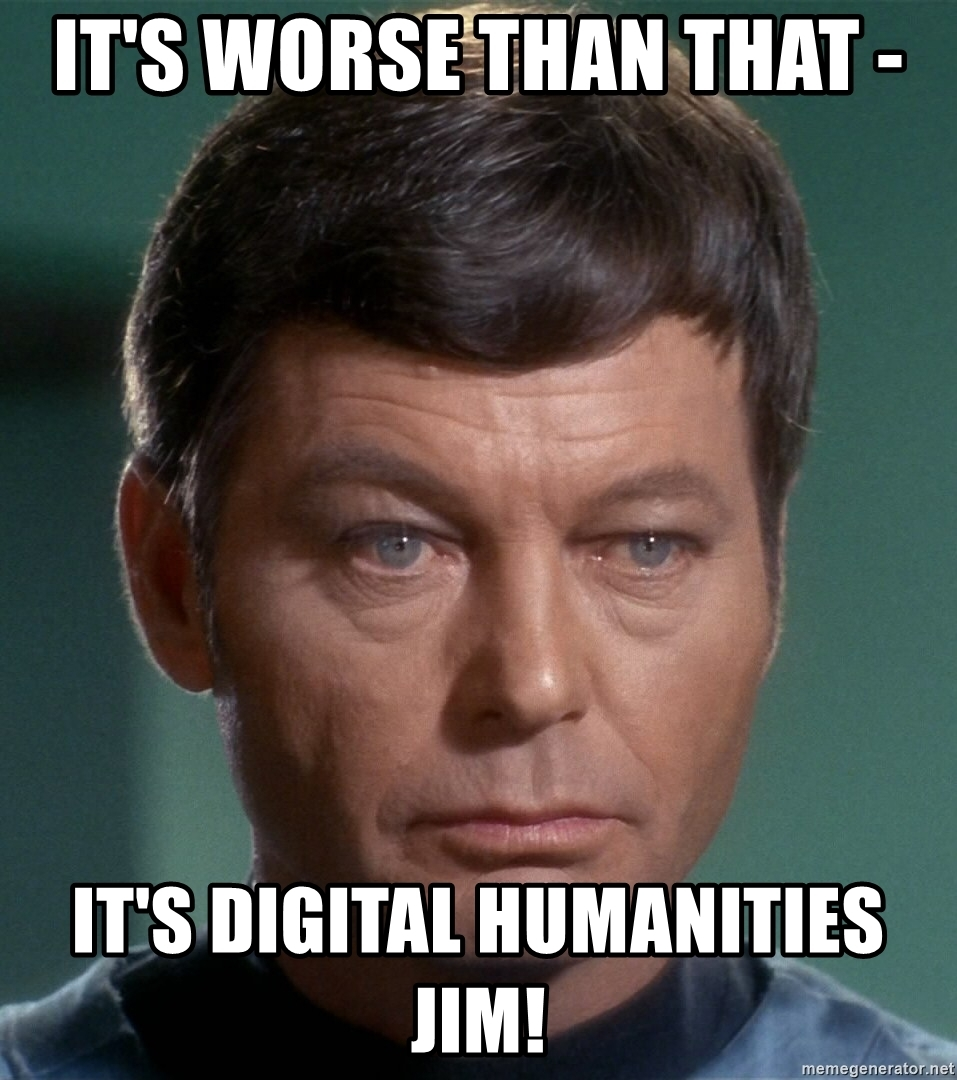 IT'S WORSE THAN THAT -
IT'S DIGITAL HUMANITIES
JIM!
memegenerator.net